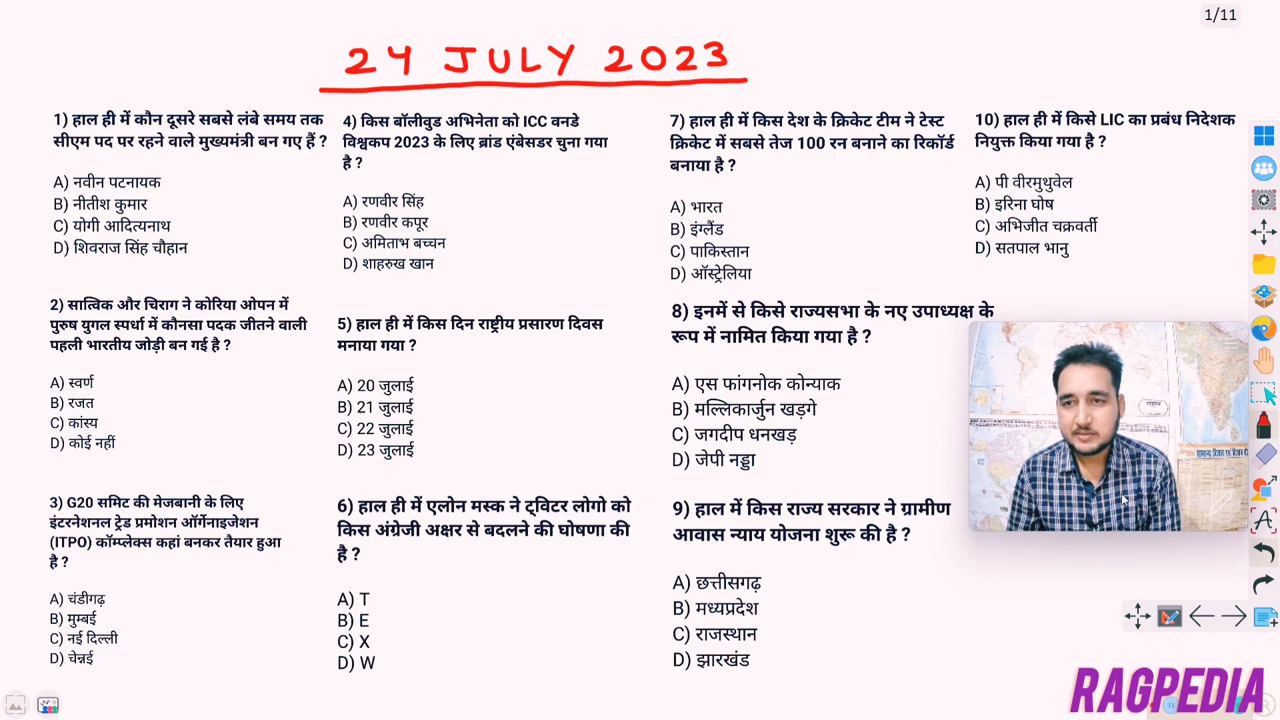 1/11
24 JULY 2023
1) हाल ही में कौन दूसरे सबसे लंबे समय तक
सीएम पद पर रहने वाले मुख्यमंत्री बन गए हैं ?
A) नवीन पटनायक
B) नीतीश कुमार
C) योगी आदित्यनाथ
D) शिवराज सिंह चौहान
2) सात्विक और चिराग ने कोरिया ओपन में
पुरुष युगल स्पर्धा में कौनसा पदक जीतने वाली
पहली भारतीय जोड़ी बन गई है ?
A) स्वर्ण
B) रजत
C) कांस्य
D) कोई नहीं
3) G20 समिट की मेजबानी के लिए
इंटरनेशनल ट्रेड प्रमोशन ऑर्गेनाइजेशन
(ITPO) कॉम्प्लेक्स कहां बनकर तैयार हुआ
है ?
A) चंडीगढ़
B) मुम्बई
C) नई दिल्ली
D) चेन्नई
4) किस बॉलीवुड अभिनेता को ICC वनडे
विश्वकप 2023 के लिए ब्रांड एंबेसडर चुना गया
है ?
A) रणवीर सिंह
B) रणवीर कपूर
C) अमिताभ बच्चन
D) शाहरुख खान
5) हाल ही में किस दिन राष्ट्रीय प्रसारण दिवस
मनाया गया ?
A) 20 जुलाई
B) 21 जुलाई
C) 22 जुलाई
D) 23 जुलाई
6) हाल ही में एलोन मस्क ने ट्विटर लोगो को
किस अंग्रेजी अक्षर से बदलने की घोषणा की
है ?
A) T
B) E
C) X
D) W
7) हाल ही में किस देश के क्रिकेट टीम ने टेस्ट
क्रिकेट में सबसे तेज 100 रन बनाने का रिकॉर्ड
बनाया है ?
A) भारत
B) इंग्लैंड
C) पाकिस्तान
D) ऑस्ट्रेलिया
8) इनमें से किसे राज्यसभा के नए उपाध्यक्ष के
रूप में नामित किया गया है ?
A) एस फांगनोक कोन्याक
B) मल्लिकार्जुन खड़गे
C) जगदीप धनखड़
D) जेपी नड्डा
9) हाल में किस राज्य सरकार ने ग्रामीण
आवास न्याय योजना शुरू की है ?
A) छत्तीसगढ़
B) मध्यप्रदेश
C) राजस्थान
D) झारखंड
10) हाल ही में किसे LIC का प्रबंध निदेशक
नियुक्त किया गया है ?
A) पी वीरमुथुवेल
B) इरिना घोष
C) अभिजीत चक्रवर्ती
D) सतपाल भानु
RAGPEDIA